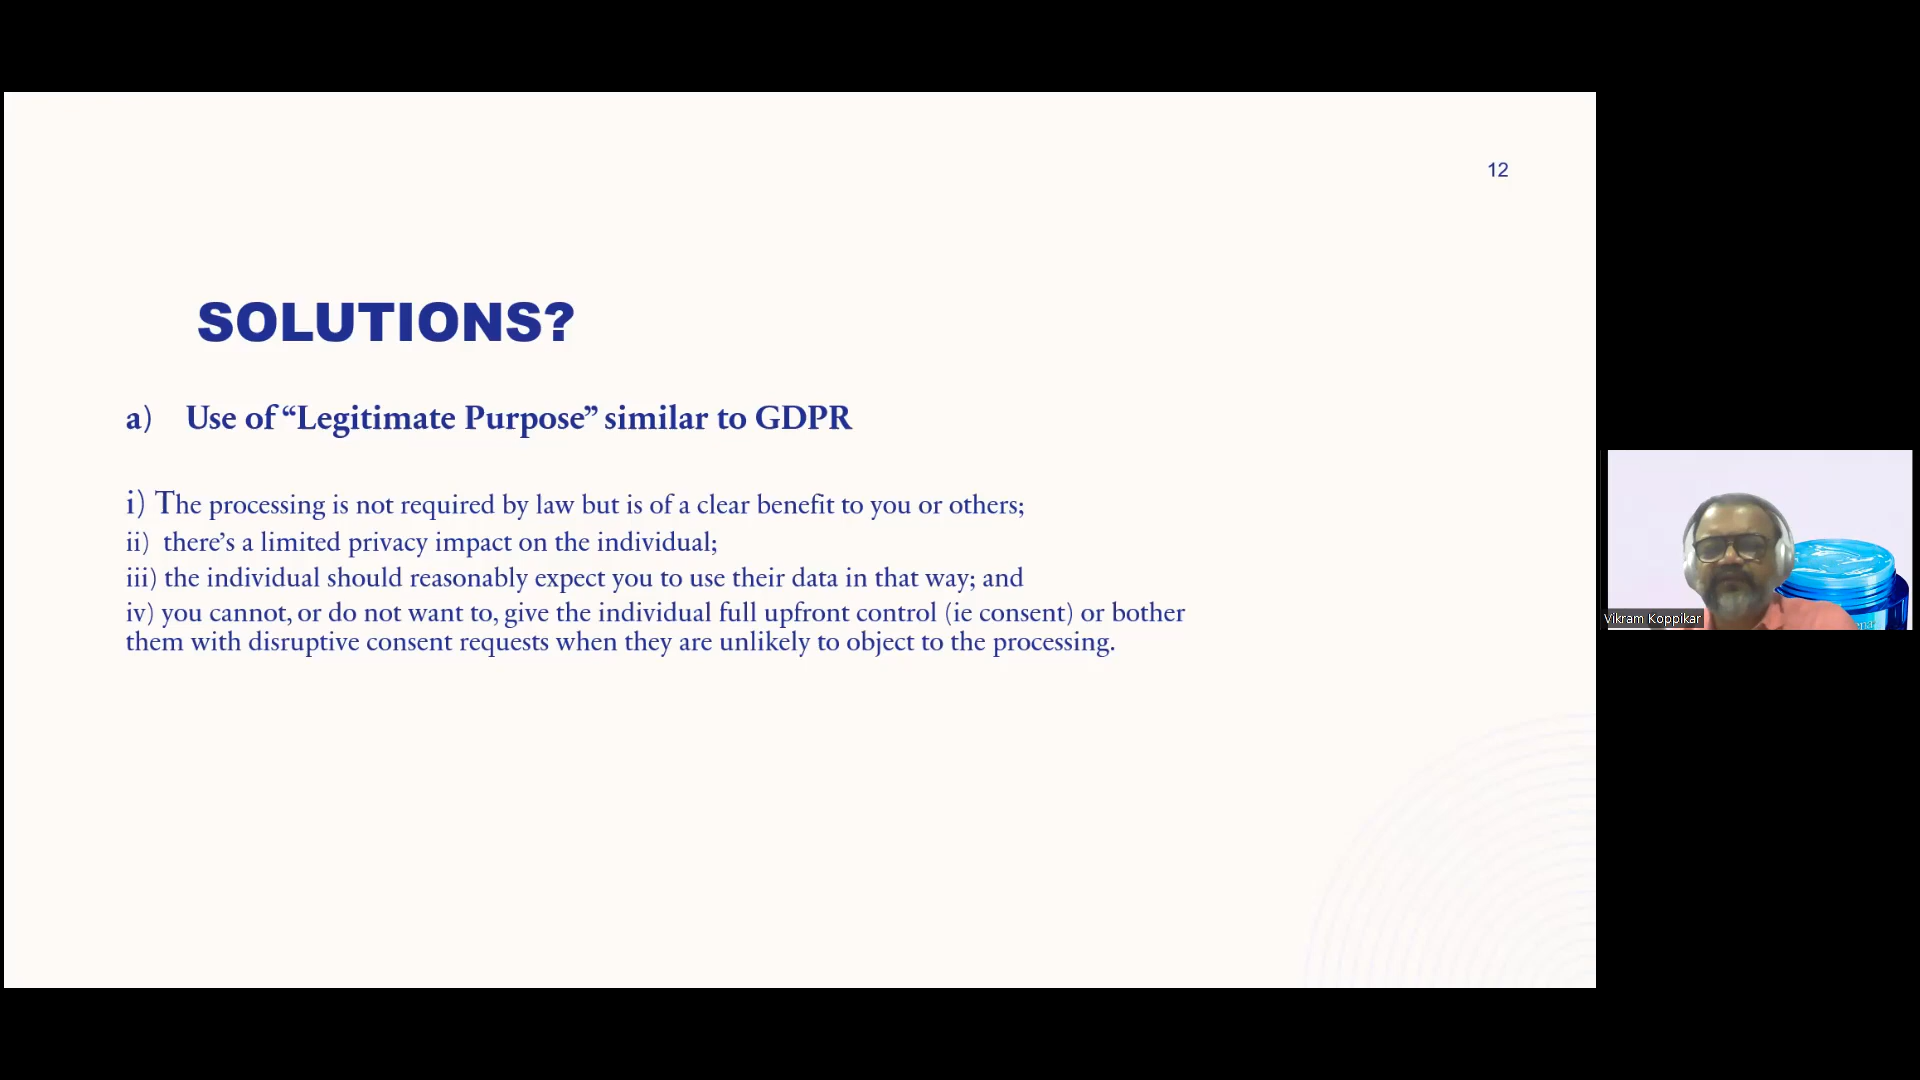 12
SOLUTIONS?
a) Use of “Legitimate Purpose” similar to GDPR
i) The processing is not required by law but is of a clear benefit to you or others;
ii) there’s a limited privacy impact on the individual;
iii) the individual should reasonably expect you to use their data in that way; and
iv) you cannot, or do not want to, give the individual full upfront control (ie consent) or bother
them with disruptive consent requests when they are unlikely to object to the processing.
Vikram Koppikar